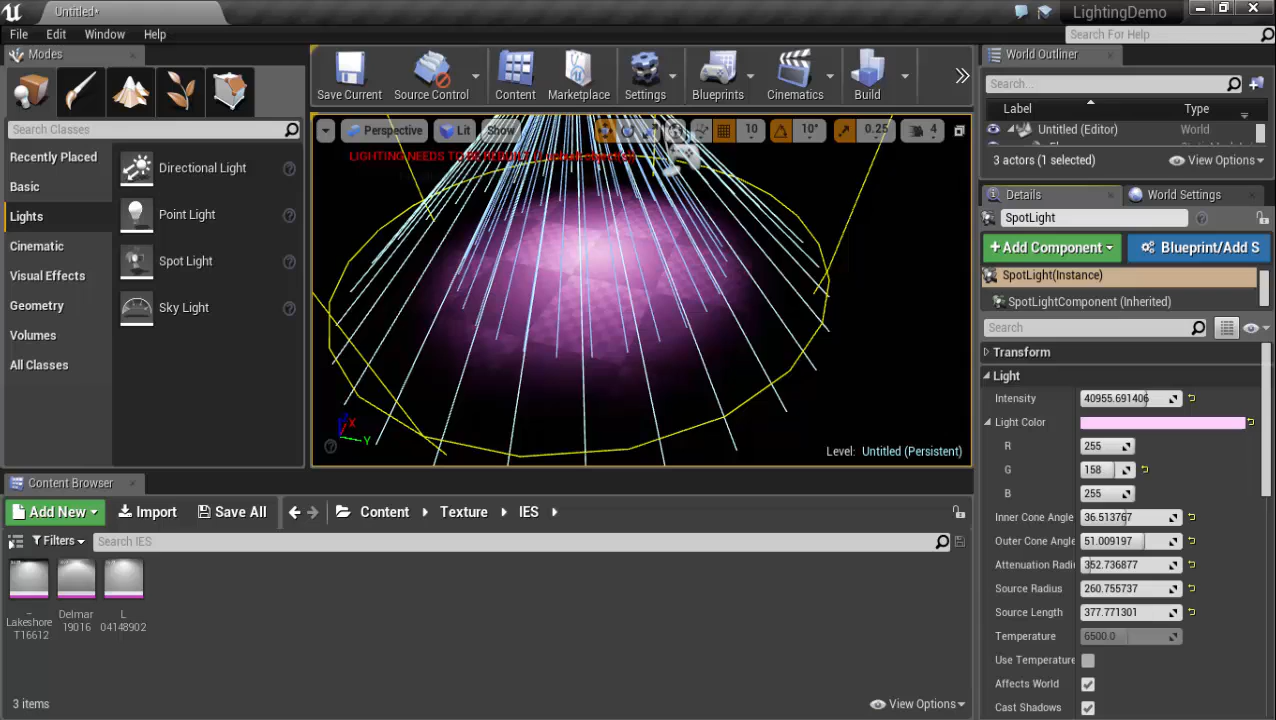 Untitled*
LightingDemo
File Edit Window Help
Search For Help
Modes
Search Classes
Recently Placed
Basic
Lights
Cinematic
Visual Effects
Geometry
Volumes
All Classes
Directional Light
Point Light
Spot Light
Sky Light
Save Current
Source Control
Content
Marketplace
Settings
Blueprints
Cinematics
Build
Perspective
Lit
Show
10
10°
0.25
4
LIGHTING NEEDS TO BE REBUILT
X
Y
Level: Untitled (Persistent)
World Outliner
Search...
Label Type
Untitled (Editor) World
3 actors (1 selected)
View Options
Details
World Settings
SpotLight
+Add Component
Blueprint/Add S
SpotLight(Instance)
SpotLightComponent (Inherited)
Search
Transform
Light
Intensity 40955.691406
Light Color
R 255
G 158
B 255
Inner Cone Angle 36.513767
Outer Cone Angle 51.009197
Attenuation Radi 352.736877
Source Radius 260.755737
Source Length 377.771301
Temperature 6500.0
Use Temperature
Affects World
Cast Shadows
Content Browser
Add New
Import
Save All
Content
Texture
IES
Filters
Search IES
Lakeshore
T16612
Delmar
19016
L
04148902
3 items
View Options